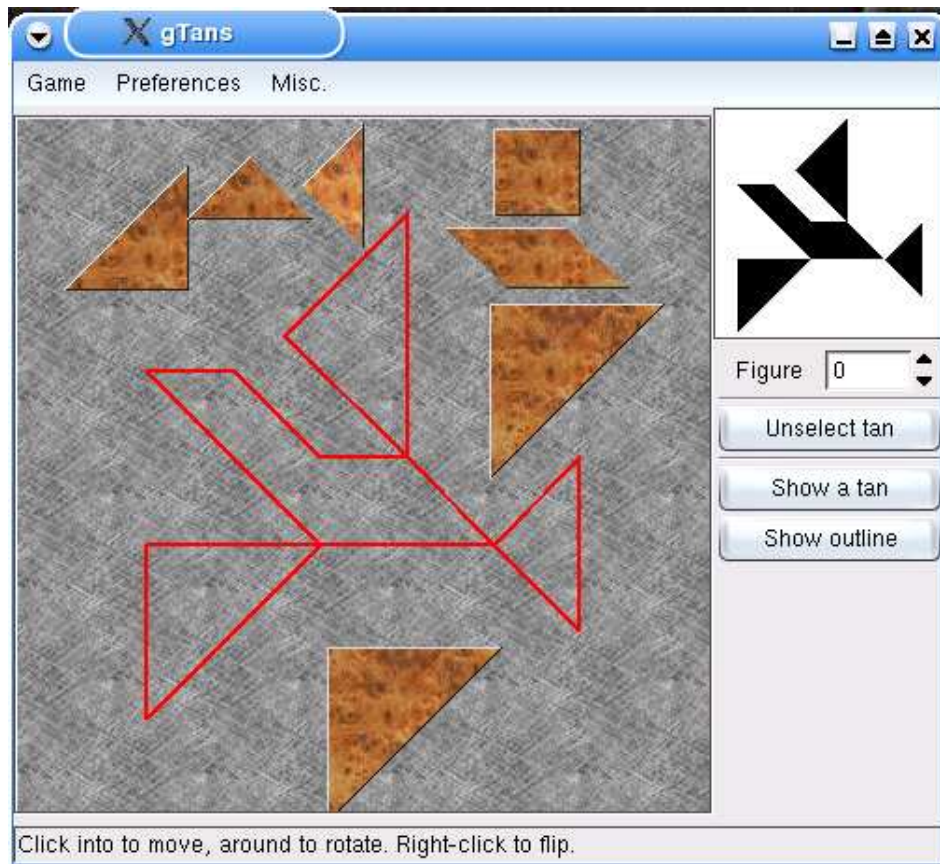 gTans
Game Preferences Misc.
Figure 0
Unselect tan
Show a tan
Show outline
Click into to move, around to rotate. Right-click to flip.